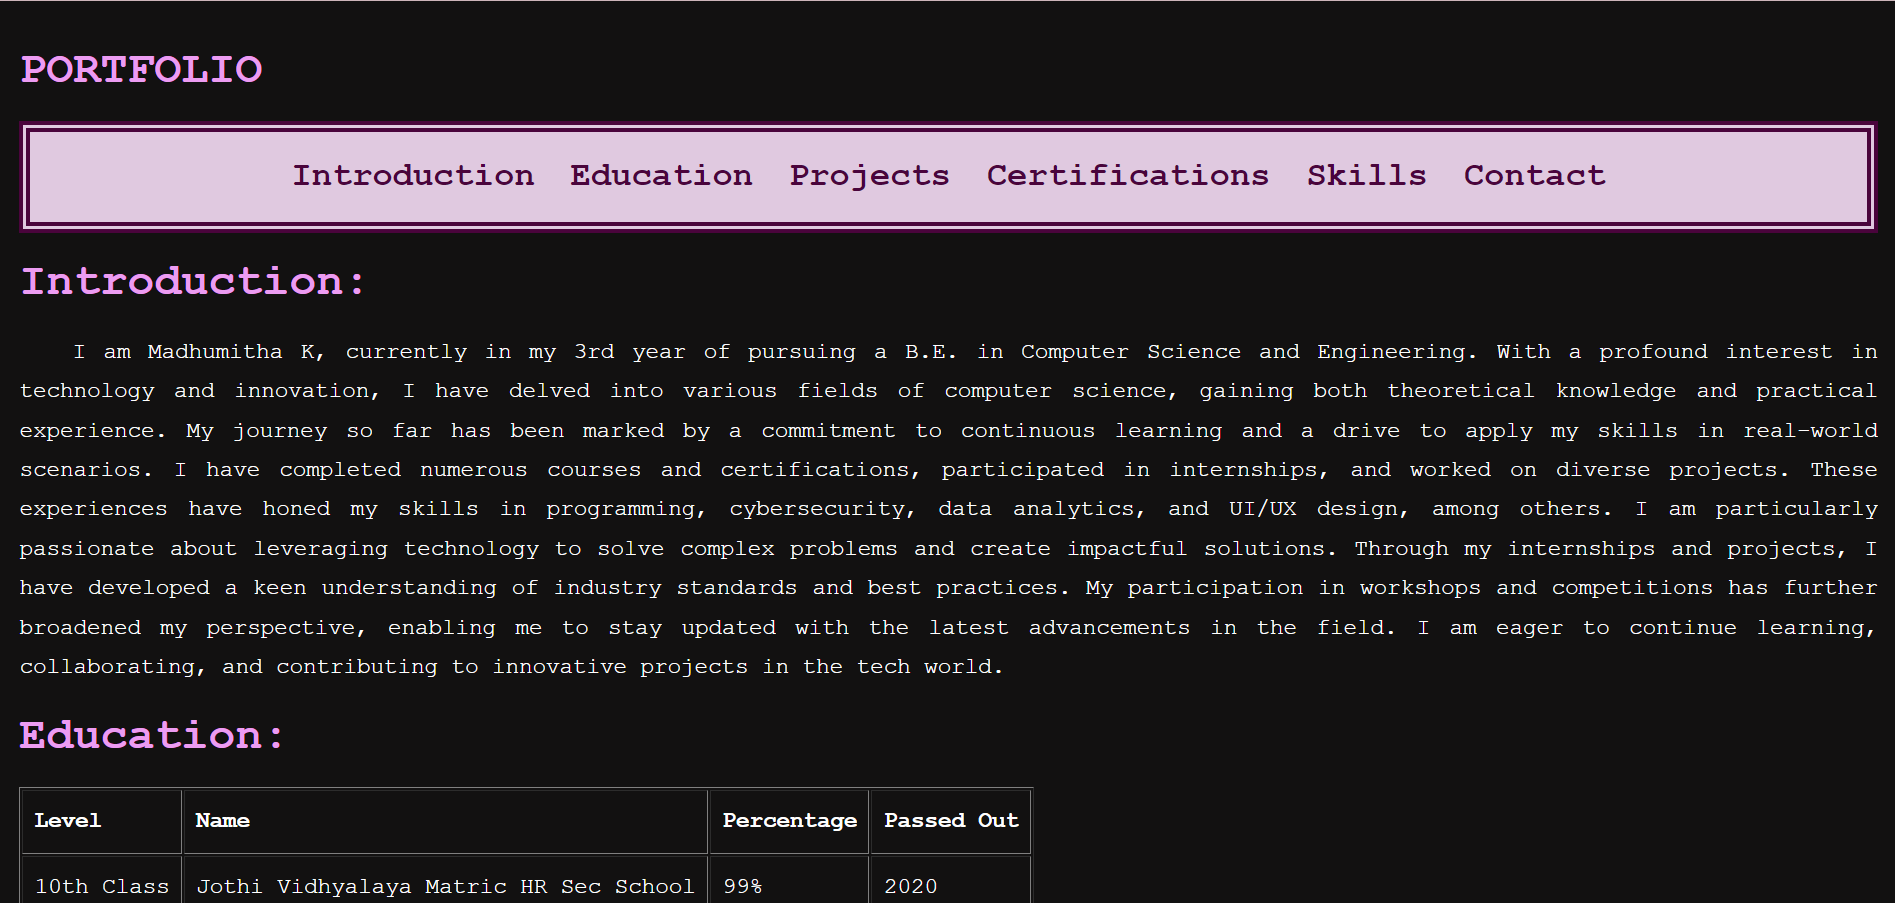 PORTFOLIO
Introduction Education Projects Certifications Skills Contact
Introduction:
I am Madhumitha K, currently in my 3rd year of pursuing a B.E. in Computer Science and Engineering. With a profound interest in
technology and innovation, I have delved into various fields of computer science, gaining both theoretical knowledge and practical
experience. My journey so far has been marked by a commitment to continuous learning and a drive to apply my skills in real-world
scenarios. I have completed numerous courses and certifications, participated in internships, and worked on diverse projects. These
experiences have honed my skills in programming, cybersecurity, data analytics, and UI/UX design, among others. I am particularly
passionate about leveraging technology to solve complex problems and create impactful solutions. Through my internships and projects, I
have developed a keen understanding of industry standards and best practices. My participation in workshops and competitions has further
broadened my perspective, enabling me to stay updated with the latest advancements in the field. I am eager to continue learning,
collaborating, and contributing to innovative projects in the tech world.
Education:
Level Name Percentage Passed Out
10th Class Jothi Vidhyalaya Matric HR Sec School 99% 2020